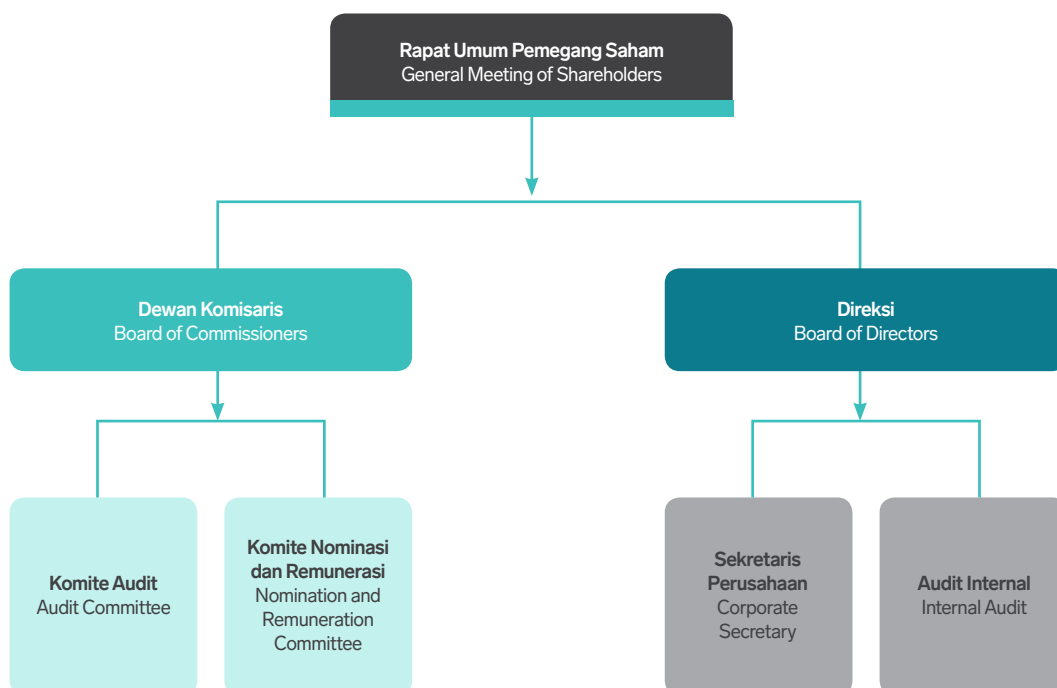 Rapat Umum Pemegang Saham
General Meeting of Shareholders
Dewan Komisaris
Board of Commissioners
Direksi
Board of Directors
Komite Audit
Audit Committee
Komite Nominasi
dan Remunerasi
Nomination and
Remuneration
Committee
Sekretaris
Perusahaan
Corporate
Secretary
Audit Internal
Internal Audit